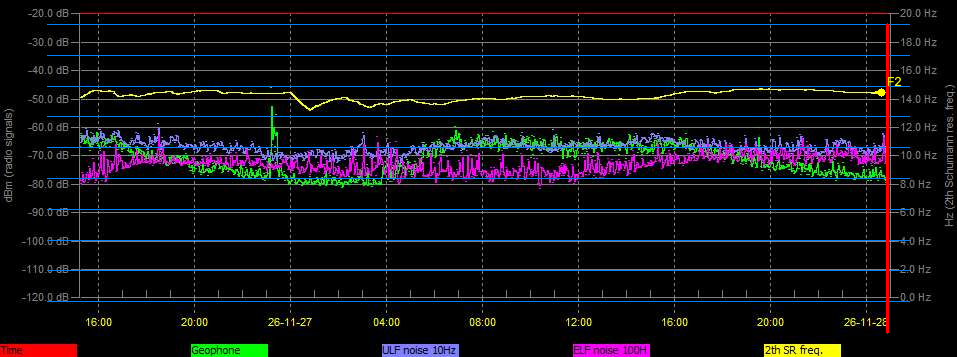 -20.0 dB 20.0 Hz
-30.0 dB 18.0 Hz
-40.0 dB 16.0 Hz
F2
-50.0 dB 14.0 Hz
-60.0 dB 12.0 Hz
-70.0 dB 10.0 Hz
-80.0 dB 8.0 Hz
-90.0 dB 6.0 Hz
-100.0 dB 4.0 Hz
-110.0 dB 2.0 Hz
-120.0 dB 0.0 Hz
dBm (radio signals)
Hz (2th Schumann res. freq.)
16:00 20:00 26-11-27 04:00 08:00 12:00 16:00 20:00 26-11-28
Time Geophone ULF noise 10Hz ELF noise 100H 2th SR freq.